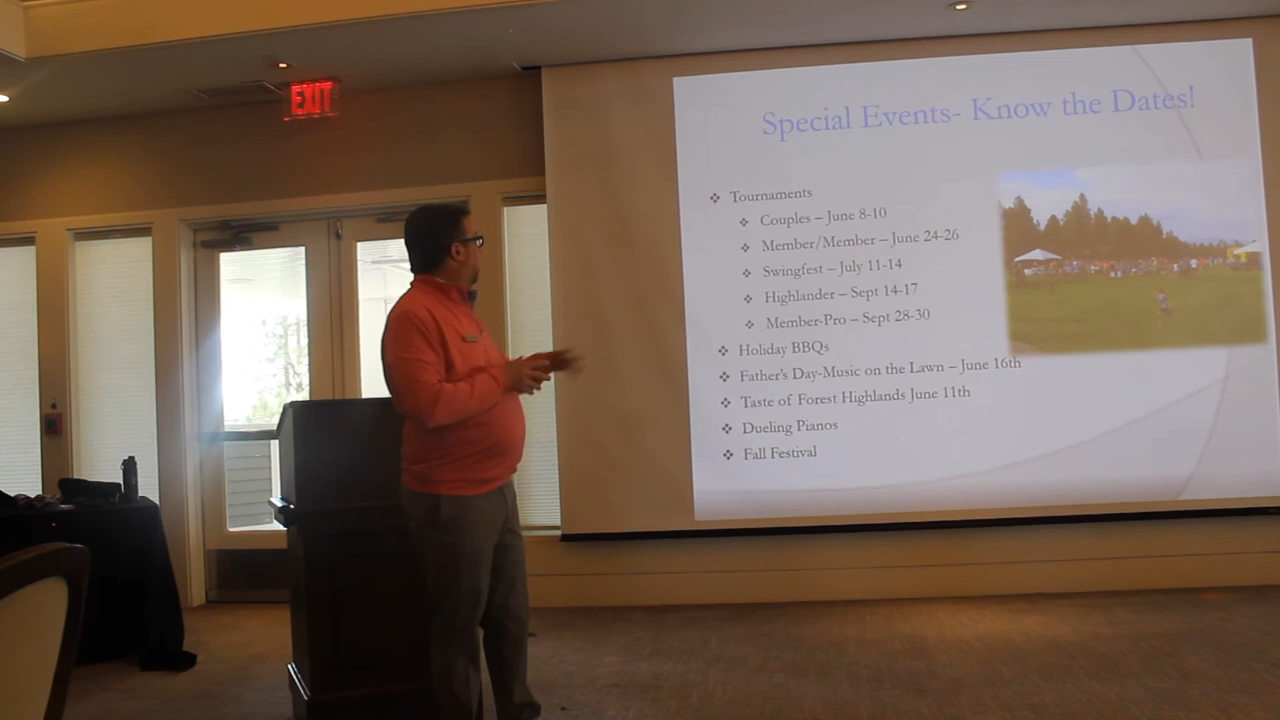 EXIT
Special Events- Know the Dates!
Tournaments
Couples – June 8-10
Member/Member – June 24-26
Swingfest – July 11-14
Highlander – Sept 14-17
Member-Pro – Sept 28-30
Holiday BBQs
Father's Day-Music on the Lawn – June 16th
Taste of Forest Highlands June 11th
Dueling Pianos
Fall Festival